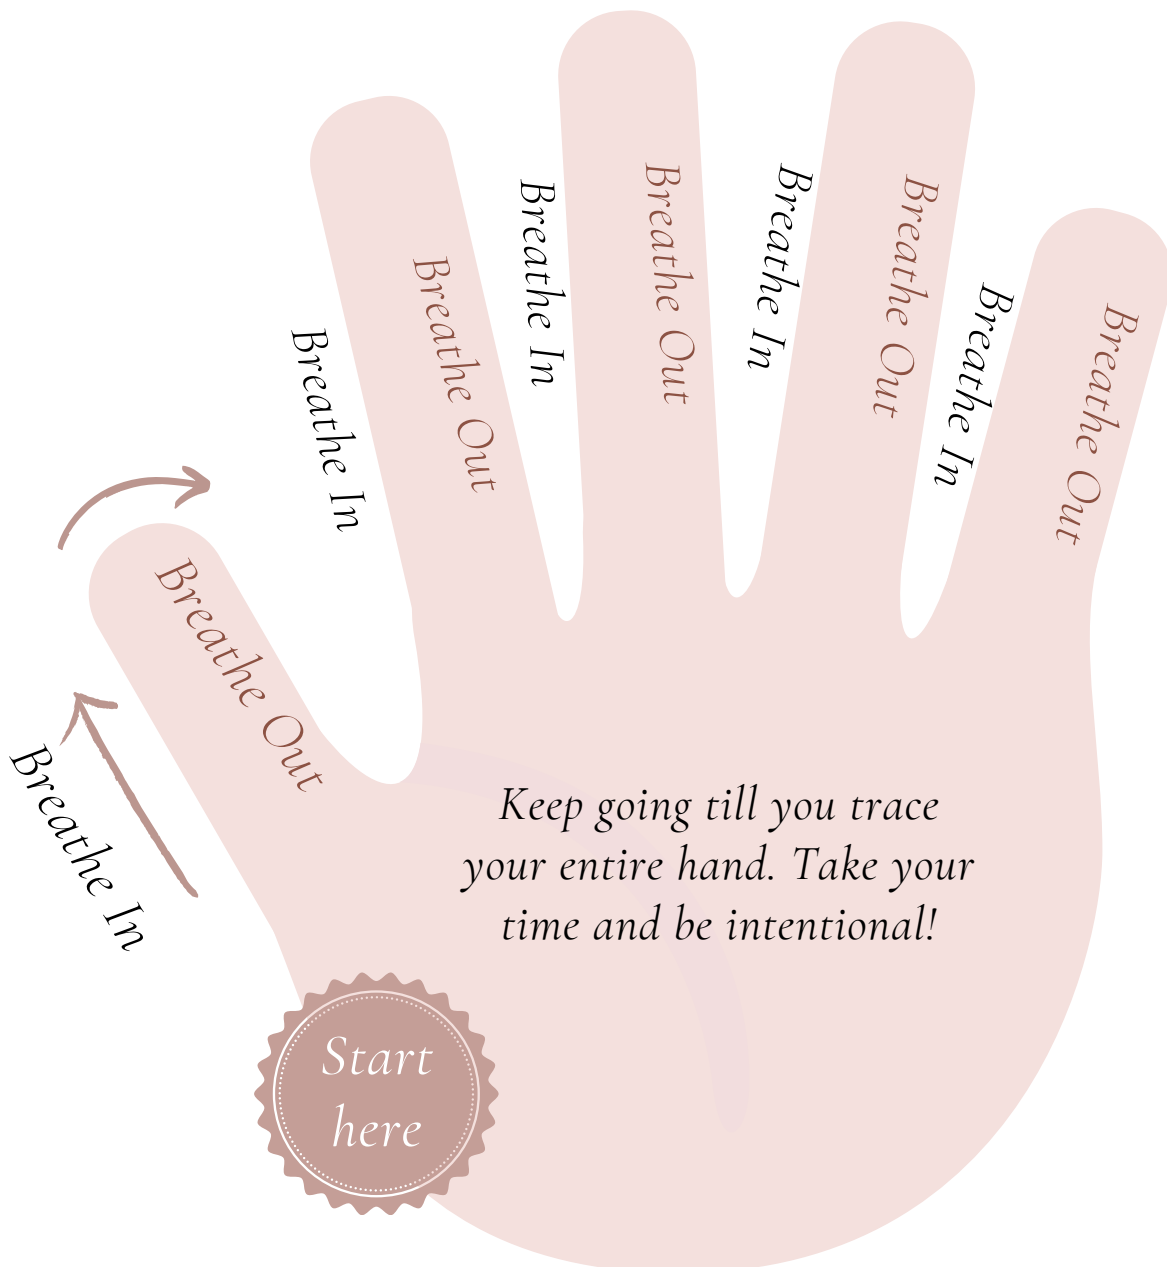 Breathe In
Breathe Out
Breathe In
Breathe Out
Breathe In
Breathe Out
Breathe In
Breathe Out
Breathe In
Breathe Out
Keep going till you trace
your entire hand. Take your
time and be intentional!
Start
here